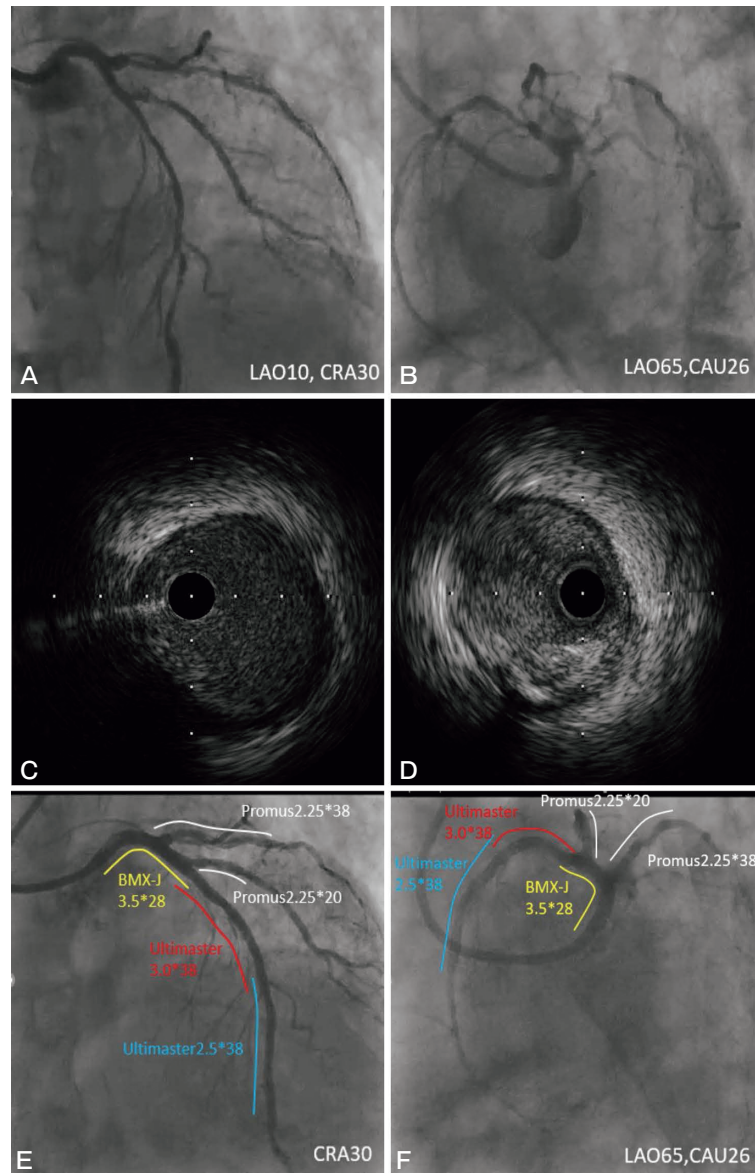 A
LAO10, CRA30
B
LAO65,CAU26
C
D
Promus2.25*38
BMX-J
3.5*28
Promus2.25*20
Ultimaster
3.0*38
Ultimaster2.5*38
E
CRA30
Promus2.25*20
Ultimaster
3.0*38
Ultimaster
2.5*38
BMX-J
3.5*28
Promus2.25*38
F
LAO65,CAU26